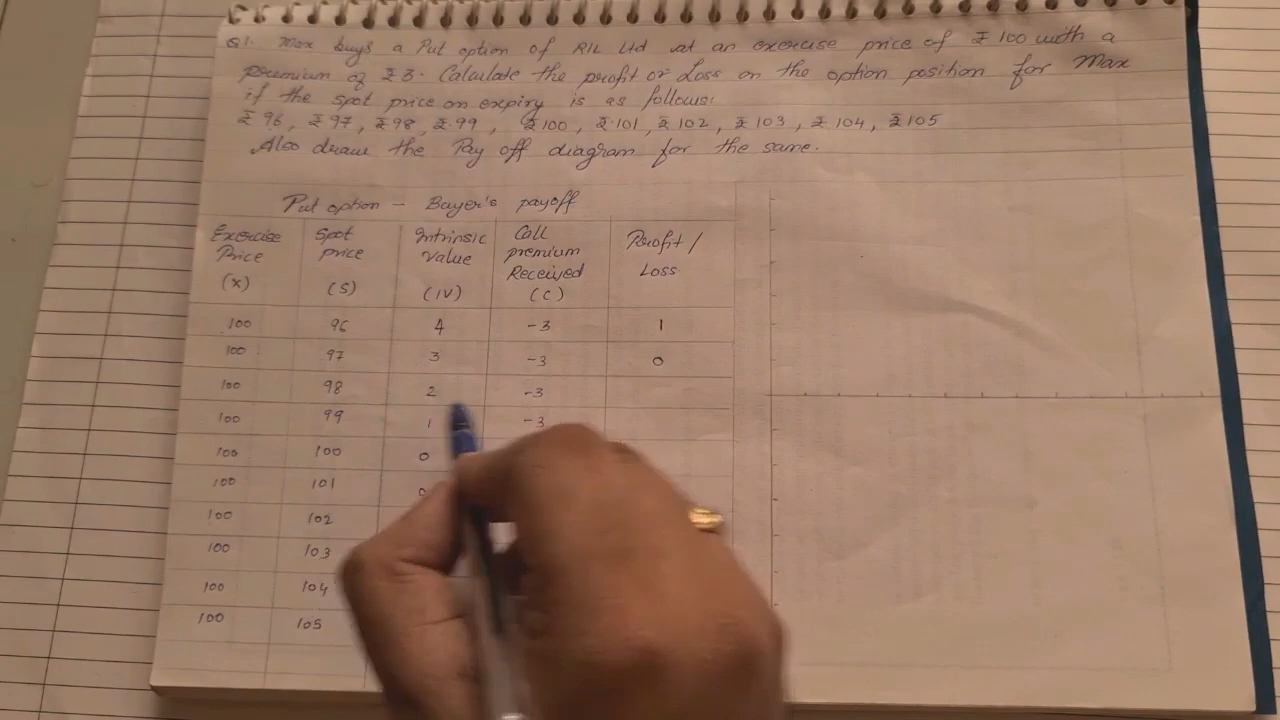 Q1. Max buys a Put option of RIL Ltd at an exercise price of ₹100 with a
premium of ₹3. Calculate the profit or Loss on the option position for Max
if the spot price on expiry is as follows:
₹96, ₹97, ₹98, ₹99, ₹100, ₹101, ₹102, ₹103, ₹104, ₹105
Also draw the Pay off diagram for the same.
Put option - Buyer's payoff
Exercise Price (X) Spot price (S) Intrinsic value (IV) Call premium Received (C) Profit / Loss
100 96 4 -3 1
100 97 3 -3 0
100 98 2 -3
100 99 1 -3
100 100 0
100 101 0
100 102
100 103
100 104
100 105